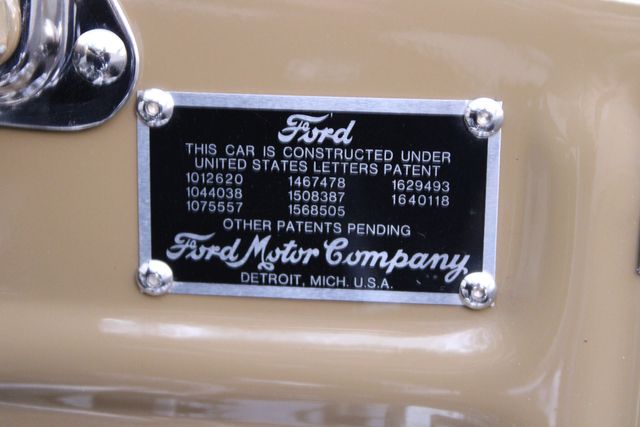 Ford
THIS CAR IS CONSTRUCTED UNDER
UNITED STATES LETTERS PATENT
1012620 1467478 1629493
1044038 1508387 1640118
1075557 1568505
OTHER PATENTS PENDING
Ford Motor Company
DETROIT, MICH. U.S.A.